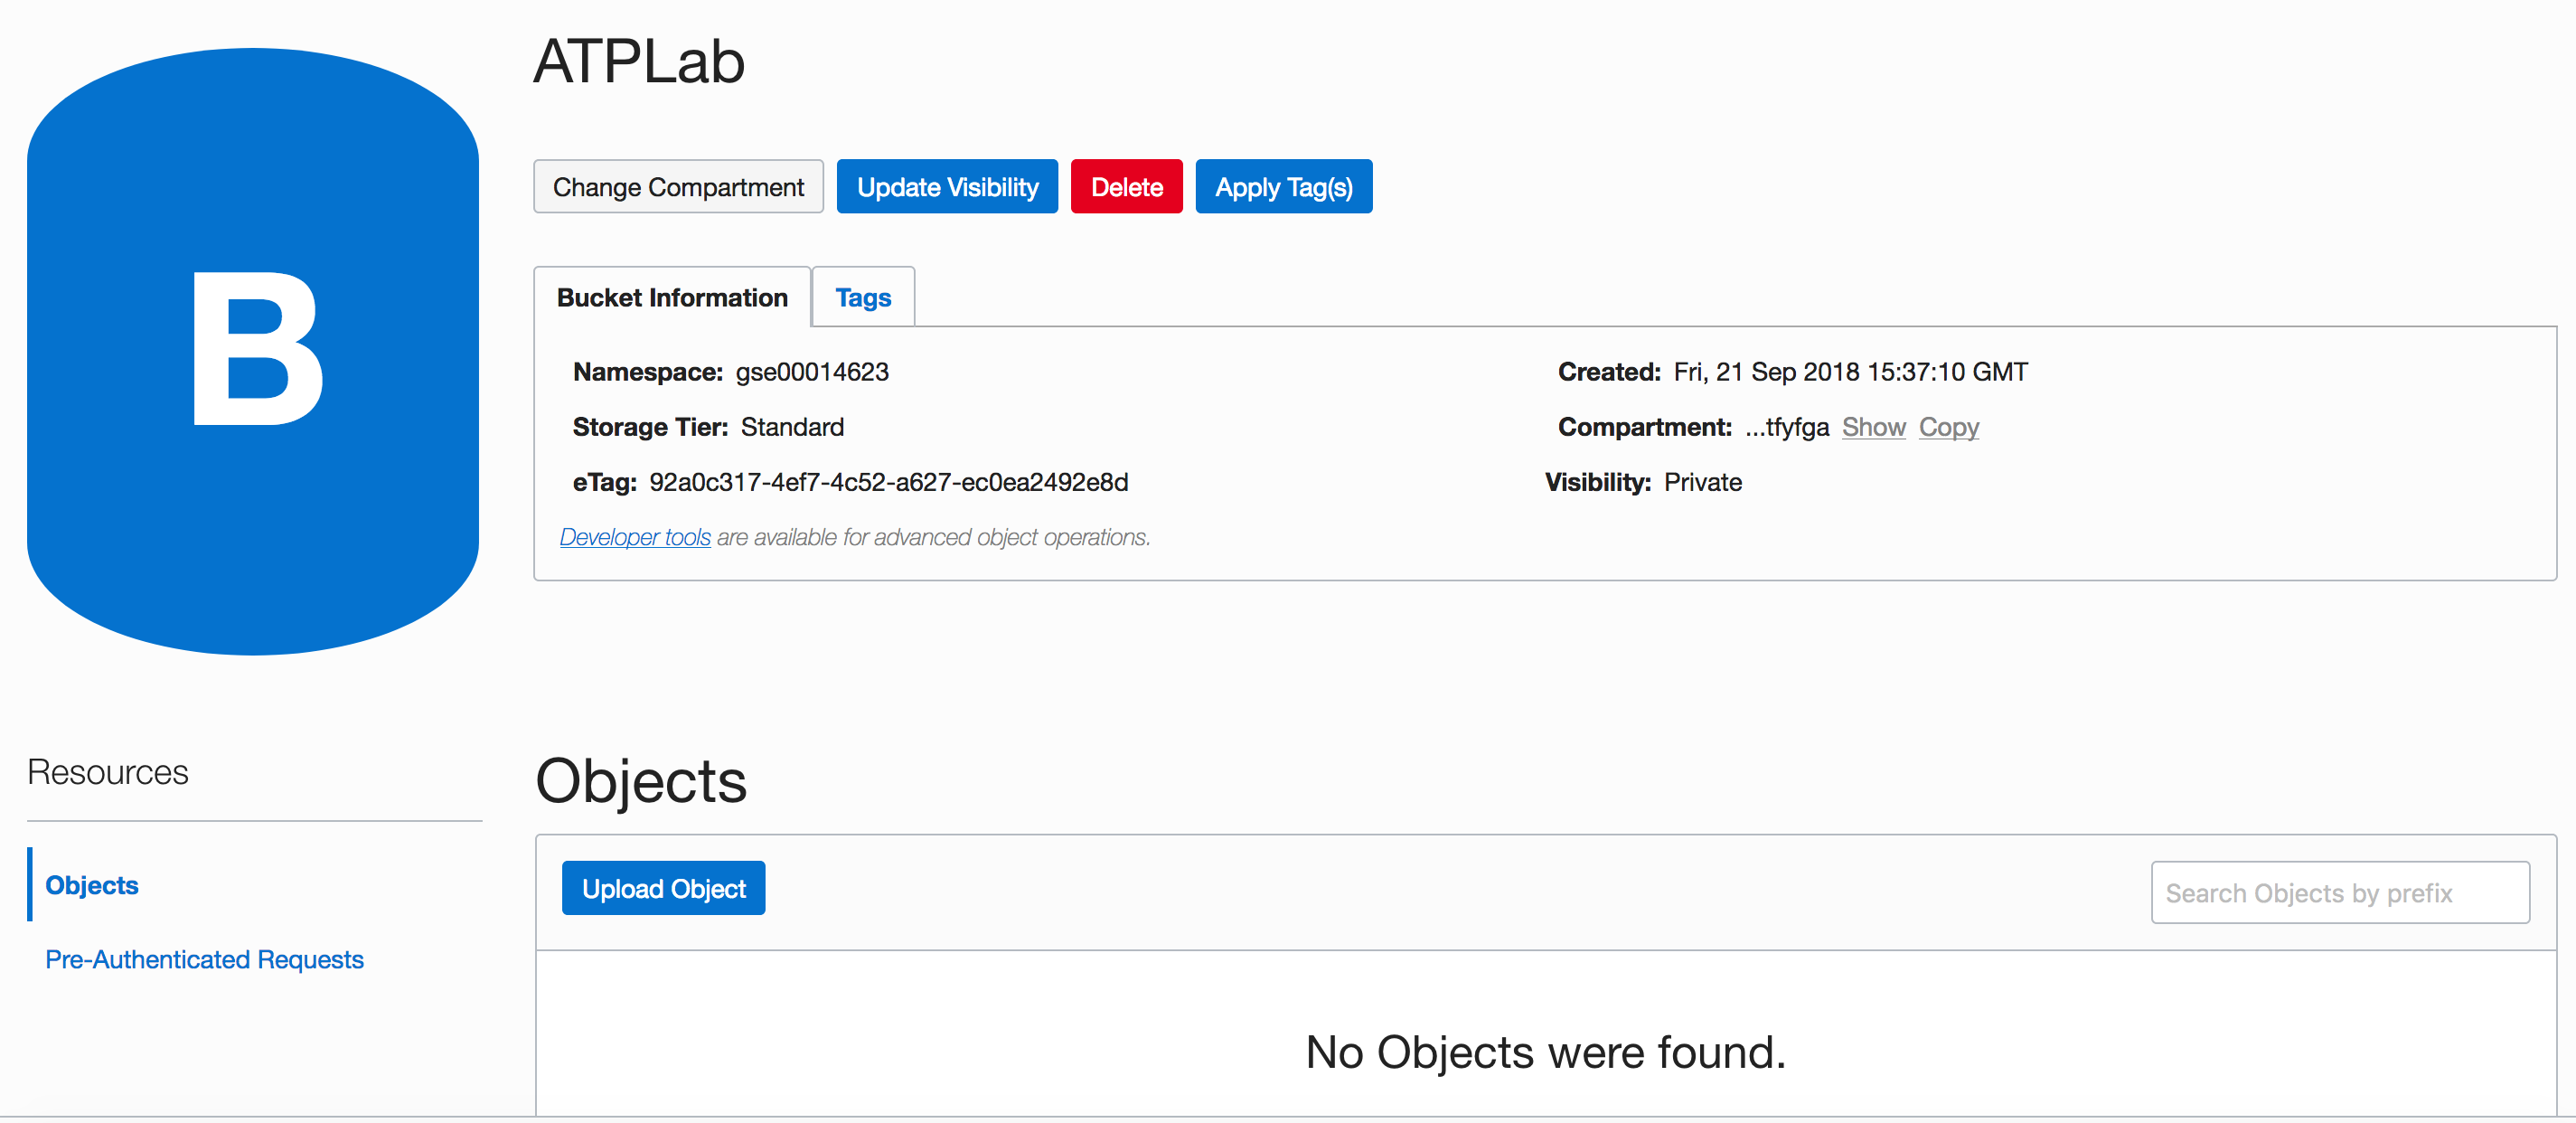 B
ATPLab
Change Compartment Update Visibility Delete Apply Tag(s)
Bucket Information Tags
Namespace: gse00014623 Created: Fri, 21 Sep 2018 15:37:10 GMT
Storage Tier: Standard Compartment: ...tfyfga Show Copy
eTag: 92a0c317-4ef7-4c52-a627-ec0ea2492e8d Visibility: Private
Developer tools are available for advanced object operations.
Resources
Objects
Pre-Authenticated Requests
Objects
Upload Object Search Objects by prefix
No Objects were found.